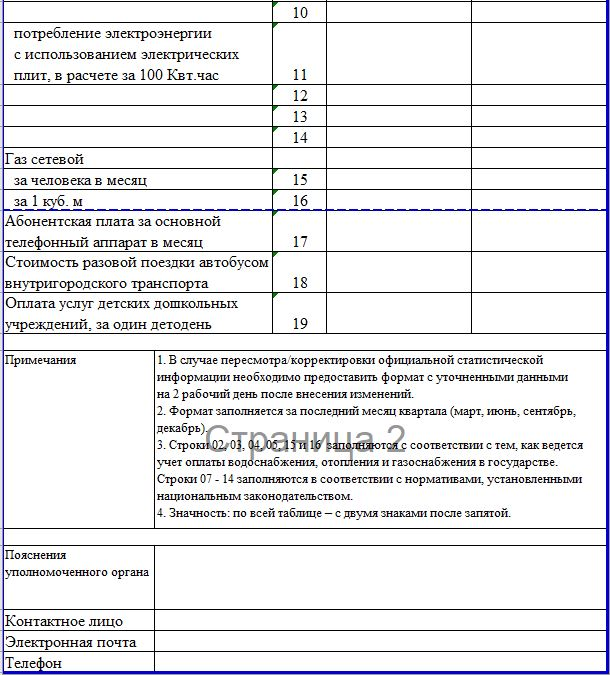 10
потребление электроэнергии
с использованием электрических
плит, в расчете за 100 Квт.час 11
12
13
14
Газ сетевой
за человека в месяц 15
за 1 куб. м 16
Абонентская плата за основной
телефонный аппарат в месяц 17
Стоимость разовой поездки автобусом
внутригородского транспорта 18
Оплата услуг детских дошкольных
учреждений, за один детодень 19
Примечания
1. В случае пересмотра/корректировки официальной статистической
информации необходимо предоставить формат с уточненными данными
на 2 рабочий день после внесения изменений.
2. Формат заполняется за последний месяц квартала (март, июнь, сентябрь,
декабрь).
Страница 2
3. Строки 02, 03, 04, 05, 15 и 16 заполняются с соответствии с тем, как ведется
учет оплаты водоснабжения, отопления и газоснабжения в государстве.
Строки 07 - 14 заполняются в соответствии с нормативами, установленными
национальным законодательством.
4. Значность: по всей таблице – с двумя знаками после запятой.
Пояснения
уполномоченного органа
Контактное лицо
Электронная почта
Телефон